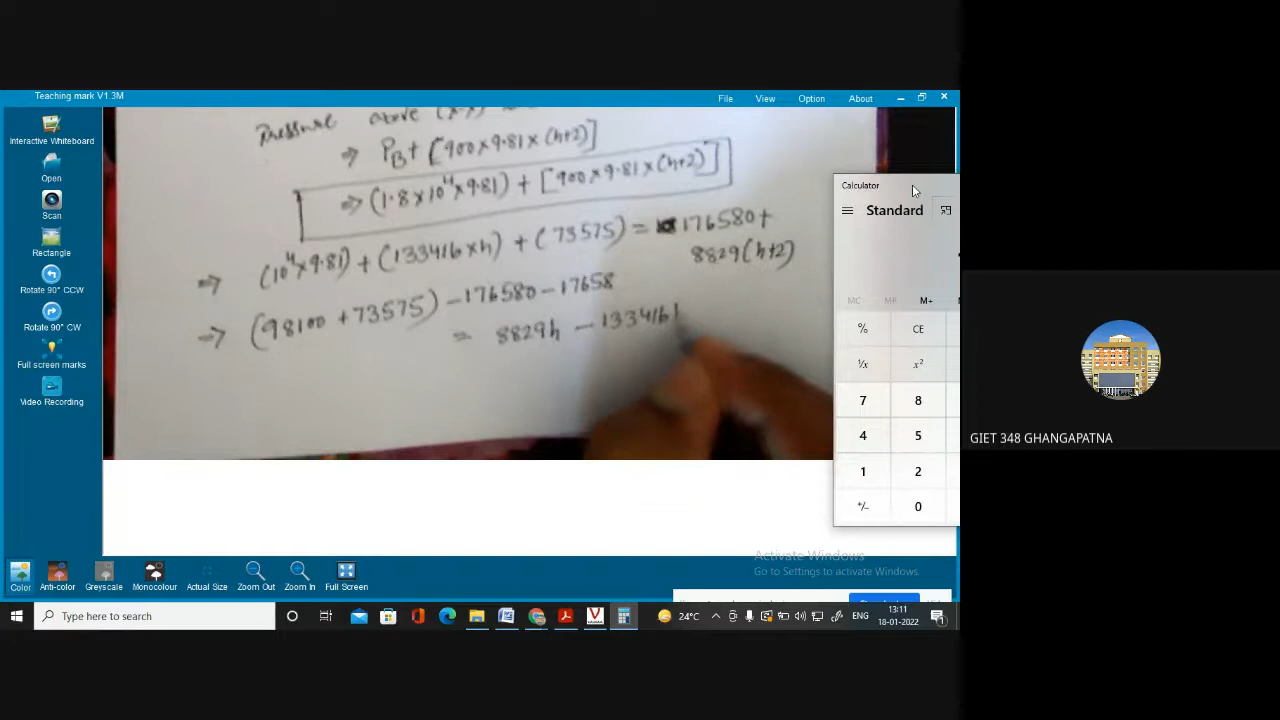 Teaching mark V1.3M
File View Option About
Interactive Whiteboard
Open
Scan
Rectangle
Rotate 90° CCW
Rotate 90° CW
Full screen marks
Video Recording
Pressure above (x-x)
⇒ PB + [900×9.81×(h+2)]
⇒ (1.8×10⁴×9.81) + [900×9.81×(h+2)]
⇒ (10⁴×9.81) + (133416×h) + (73575) = 176580+
8829(h+2)
⇒ (98100 + 73575) - 176580 - 17658
= 8829h - 133416
Calculator
Standard
MC MR M+
% CE
¹/x x²
7 8
4 5
1 2
+/- 0
GIET 348 GHANGAPATNA
Activate Windows
Go to Settings to activate Windows.
Color Anti-color Greyscale Monocolour Actual Size Zoom Out Zoom In Full Screen
Type here to search
24°C
ENG
13:11
18-01-2022